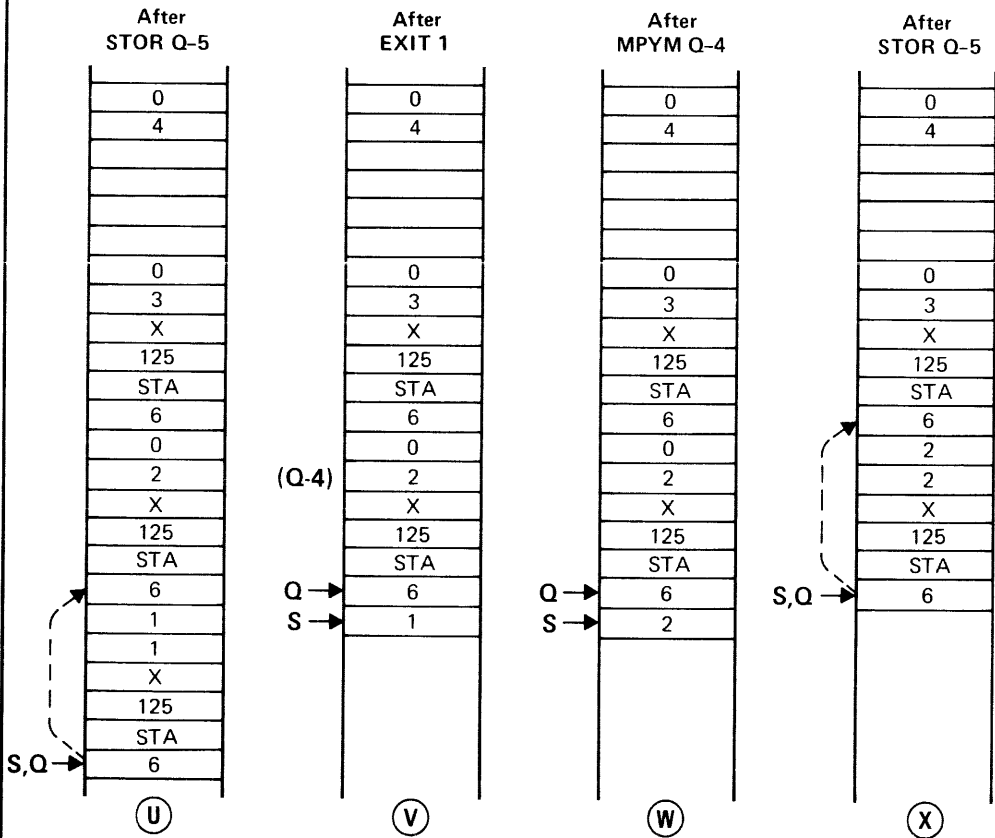 After
STOR Q–5
0
4
0
3
X
125
STA
6
0
2
X
125
STA
6
1
1
X
125
STA
S,Q 6
U
After
EXIT 1
0
4
0
3
X
125
STA
6
0
(Q-4) 2
X
125
STA
Q 6
S 1
V
After
MPYM Q–4
0
4
0
3
X
125
STA
6
0
2
X
125
STA
Q 6
S 2
W
After
STOR Q–5
0
4
0
3
X
125
STA
6
2
2
X
125
STA
S,Q 6
X